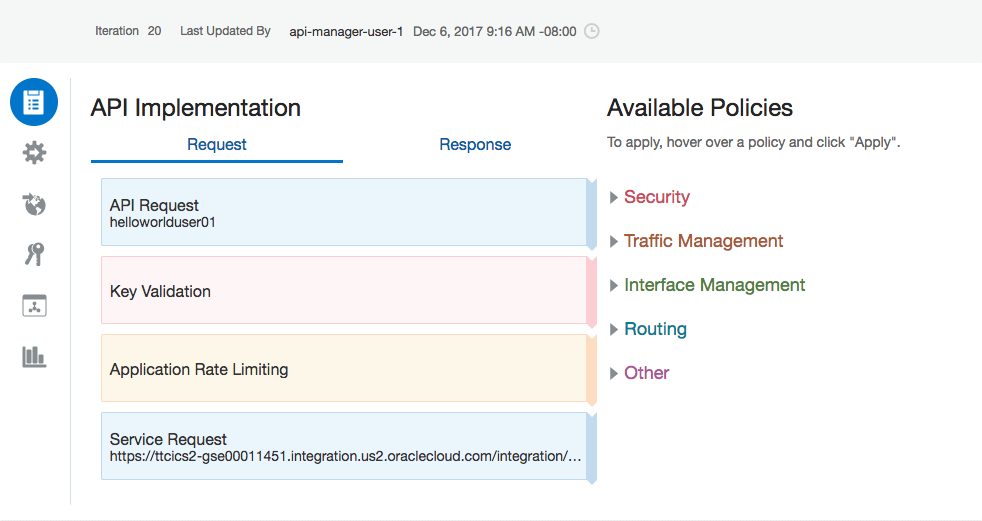 Iteration 20 Last Updated By api-manager-user-1 Dec 6, 2017 9:16 AM -08:00
API Implementation
Request Response
API Request
helloworlduser01
Key Validation
Application Rate Limiting
Service Request
https://ttcics2-gse00011451.integration.us2.oraclecloud.com/integration/...
Available Policies
To apply, hover over a policy and click "Apply".
Security
Traffic Management
Interface Management
Routing
Other